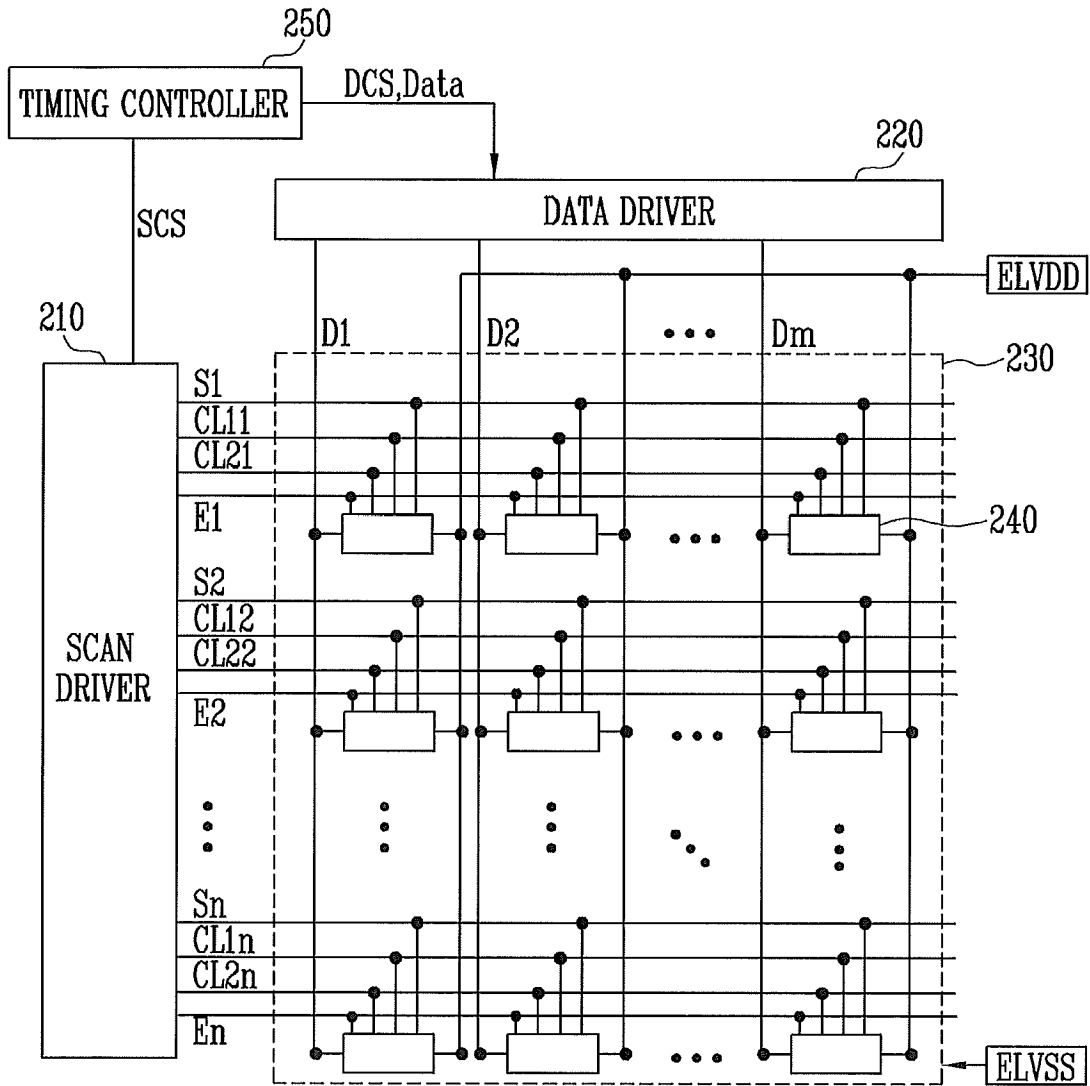 250
TIMING CONTROLLER
DCS,Data
220
DATA DRIVER
SCS
ELVDD
210
D1
D2
Dm
230
S1
CL11
CL21
E1
240
S2
CL12
CL22
E2
SCAN
DRIVER
Sn
CL1n
CL2n
En
ELVSS